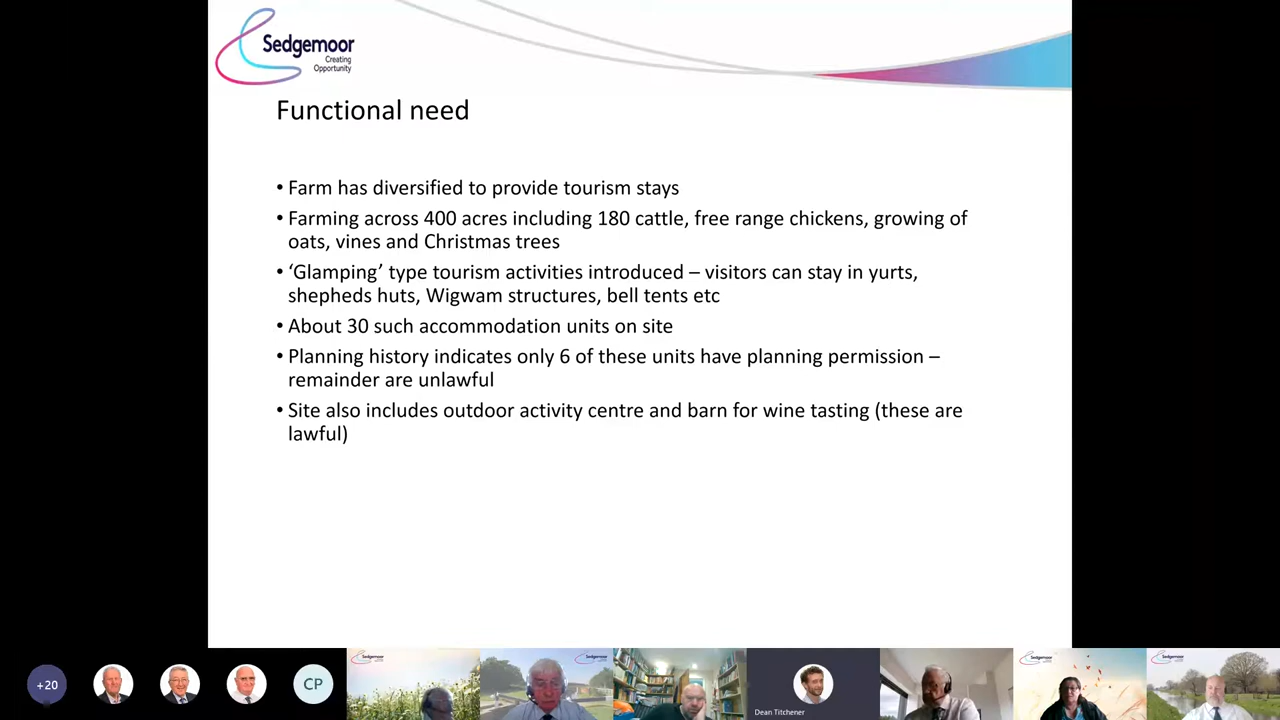 Sedgemoor
Creating
Opportunity
Functional need
• Farm has diversified to provide tourism stays
• Farming across 400 acres including 180 cattle, free range chickens, growing of
oats, vines and Christmas trees
• ‘Glamping’ type tourism activities introduced – visitors can stay in yurts,
shepheds huts, Wigwam structures, bell tents etc
• About 30 such accommodation units on site
• Planning history indicates only 6 of these units have planning permission –
remainder are unlawful
• Site also includes outdoor activity centre and barn for wine tasting (these are
lawful)
+20
CP
Sedgemoor
Sedgemoor
Dean Titchener
Sedgemoor
Sedgemoor